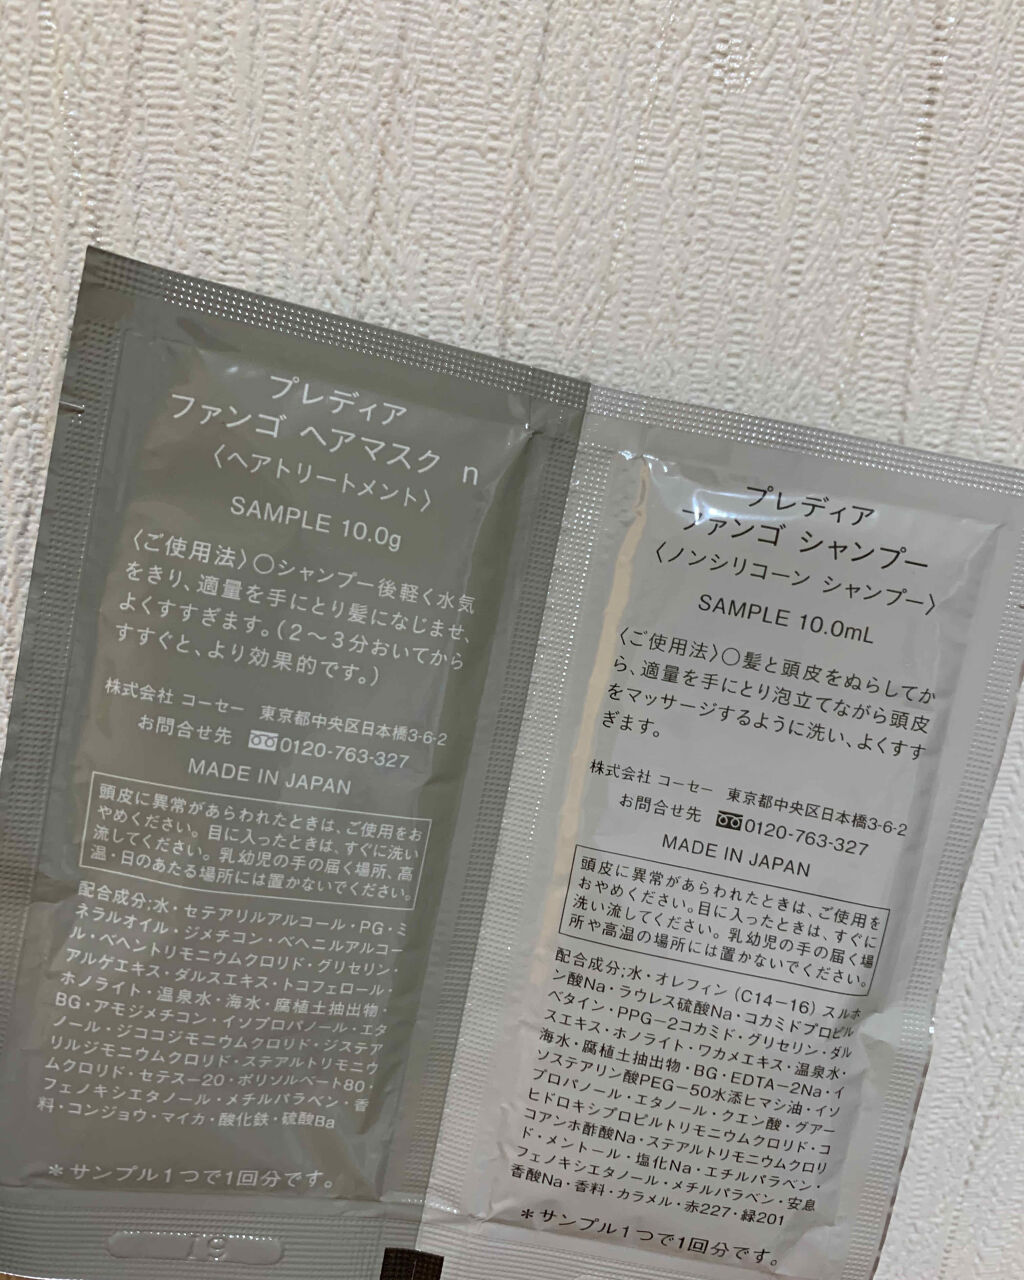 プレディア
ファンゴ ヘアマスク n
〈ヘアトリートメント〉
SAMPLE 10.0g
〈ご使用法〉○シャンプー後軽く水気
をきり、適量を手にとり髪になじませ、
よくすすぎます。(2～3分おいてから
すすぐと、より効果的です。)
株式会社 コーセー 東京都中央区日本橋3-6-2
お問合せ先 0120-763-327
MADE IN JAPAN
頭皮に異常があらわれたときは、ご使用をお
やめください。目に入ったときは、すぐに洗い
流してください。乳幼児の手の届く場所、高
温・日のあたる場所には置かないでください。
配合成分;水・セテアリルアルコール・PG・ミ
ネラルオイル・ジメチコン・ベヘニルアルコー
ル・ベヘントリモニウムクロリド・グリセリン・
アルゲエキス・ダルスエキス・トコフェロール・
ホノライト・温泉水・海水・腐植土抽出物・
BG・アモジメチコン・イソプロパノール・エタ
ノール・ジココジモニウムクロリド・ジステア
リルジモニウムクロリド・ステアルトリモニウ
ムクロリド・セテス－20・ポリソルベート80・
フェノキシエタノール・メチルパラベン・香
料・コンジョウ・マイカ・酸化鉄・硫酸Ba
＊サンプル1つで1回分です。
プレディア
ファンゴ シャンプー
〈ノンシリコーン シャンプー〉
SAMPLE 10.0mL
〈ご使用法〉○髪と頭皮をぬらしてか
ら、適量を手にとり泡立てながら頭皮
をマッサージするように洗い、よくすす
ぎます。
株式会社 コーセー 東京都中央区日本橋3-6-2
お問合せ先 0120-763-327
MADE IN JAPAN
頭皮に異常があらわれたときは、ご使用を
おやめください。目に入ったときは、すぐに
洗い流してください。乳幼児の手の届く場
所や高温の場所には置かないでください。
配合成分;水・オレフィン(C14－16)スルホ
ン酸Na・ラウレス硫酸Na・コカミドプロピル
ベタイン・PPG－2コカミド・グリセリン・ダル
スエキス・ホノライト・ワカメエキス・温泉水・
海水・腐植土抽出物・BG・EDTA－2Na・イ
ソステアリン酸PEG－50水添ヒマシ油・イソ
プロパノール・エタノール・クエン酸・グアー
ヒドロキシプロピルトリモニウムクロリド・コ
コアンホ酢酸Na・ステアルトリモニウムクロリ
ド・メントール・塩化Na・エチルパラベン・
フェノキシエタノール・メチルパラベン・安息
香酸Na・香料・カラメル・赤227・緑201
＊サンプル1つで1回分です。